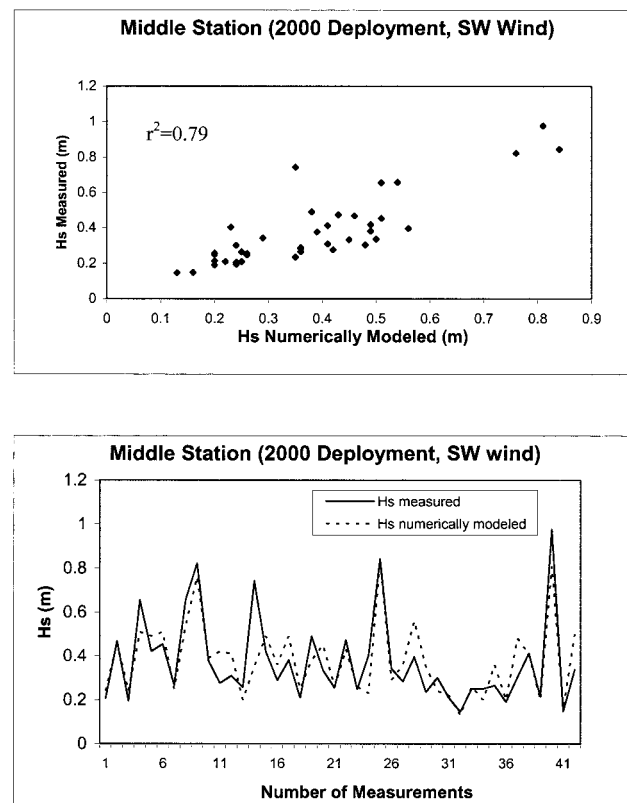 Middle Station (2000 Deployment, SW Wind)
1.2
1
0.8
0.6
0.4
0.2
0
r²=0.79
Hs Measured (m)
0 0.1 0.2 0.3 0.4 0.5 0.6 0.7 0.8 0.9
Hs Numerically Modeled (m)
Middle Station (2000 Deployment, SW wind)
1.2
1
0.8
0.6
0.4
0.2
0
Hs measured
Hs numerically modeled
Hs (m)
1 6 11 16 21 26 31 36 41
Number of Measurements